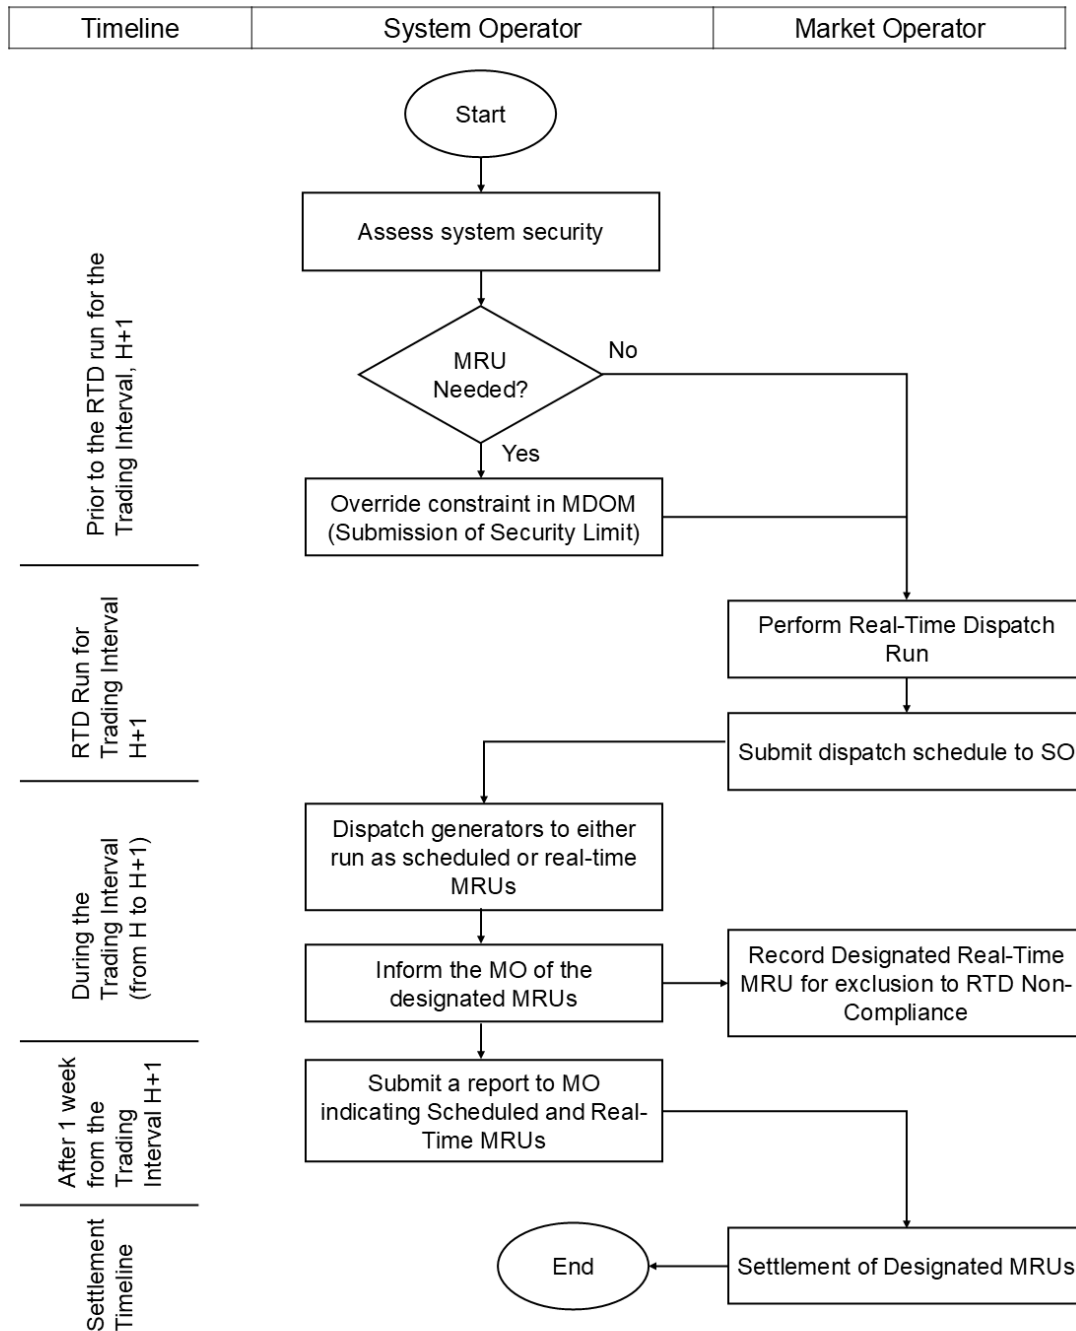 Timeline
System Operator
Market Operator
Start
Assess system security
Prior to the RTD run for the
Trading Interval, H+1
MRU
Needed?
No
Yes
Override constraint in MDOM
(Submission of Security Limit)
RTD Run for
Trading Interval
H+1
Perform Real-Time Dispatch
Run
Submit dispatch schedule to SO
During the
Trading Interval
(from H to H+1)
Dispatch generators to either
run as scheduled or real-time
MRUs
Inform the MO of the
designated MRUs
Record Designated Real-Time
MRU for exclusion to RTD Non-
Compliance
After 1 week
from the
Trading
Interval H+1
Submit a report to MO
indicating Scheduled and Real-
Time MRUs
Settlement
Timeline
End
Settlement of Designated MRUs